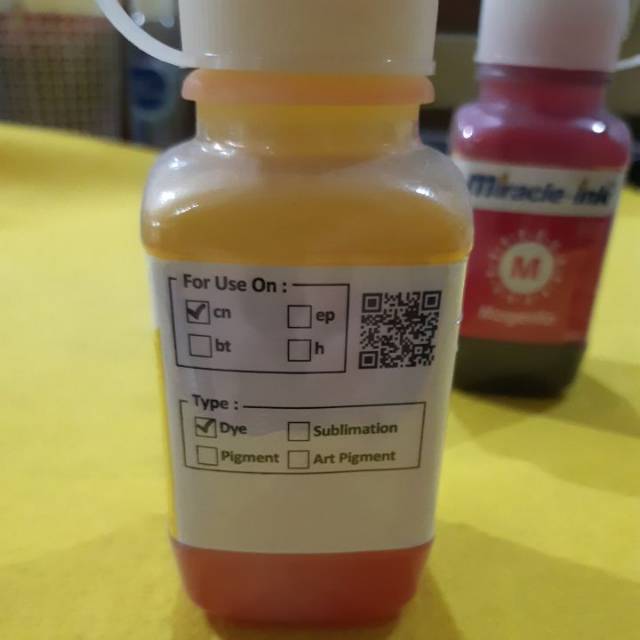 For Use On :
cn ep
bt h
Type :
Dye Sublimation
Pigment Art Pigment
Miracle-ink
M
Magenta